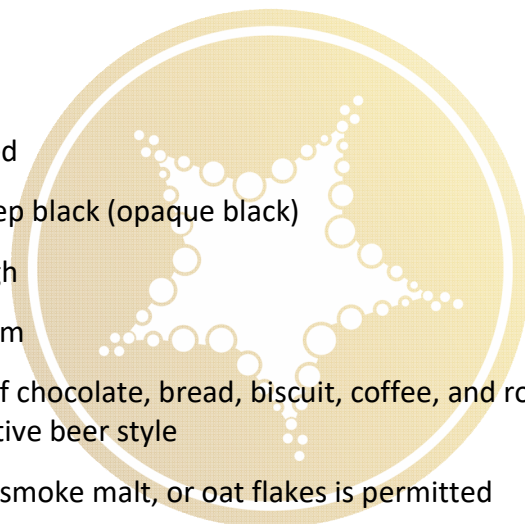 d
ep black (opaque black)
gh
m
f chocolate, bread, biscuit, coffee, and ro
tive beer style
smoke malt, or oat flakes is permitted